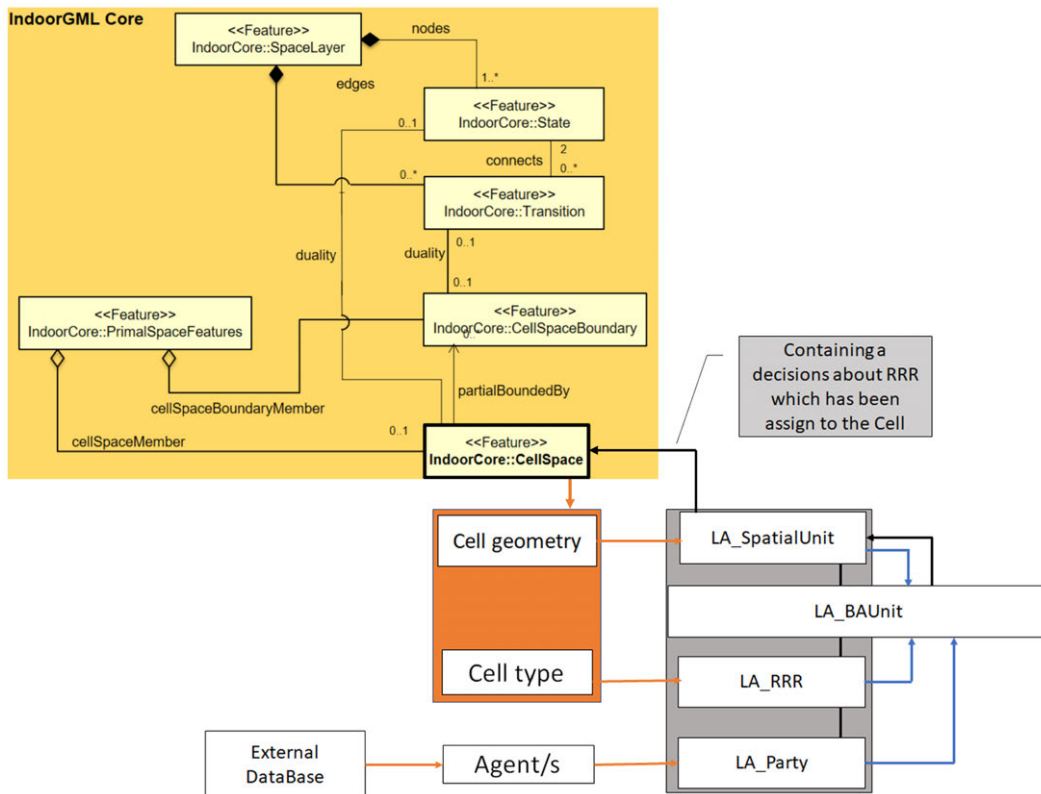 IndoorGML Core
<<Feature>>
IndoorCore::SpaceLayer
nodes
edges
1..*
<<Feature>>
IndoorCore::State
0..1
2
connects
0..*
0..*
<<Feature>>
IndoorCore::Transition
duality
duality
0..1
0..1
<<Feature>>
IndoorCore::PrimalSpaceFeatures
<<Feature>>
IndoorCore::CellSpaceBoundary
0..*
partialBoundedBy
cellSpaceBoundaryMember
cellSpaceMember
0..1
<<Feature>>
IndoorCore::CellSpace
Containing a
decisions about RRR
which has been
assign to the Cell
Cell geometry
LA_SpatialUnit
LA_BAUnit
Cell type
LA_RRR
External
DataBase
Agent/s
LA_Party